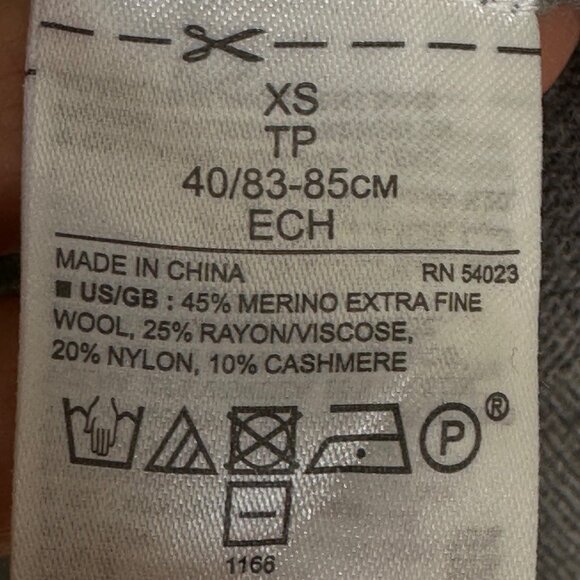 XS
TP
40/83-85CM
ECH
MADE IN CHINA RN 54023
US/GB : 45% MERINO EXTRA FINE
WOOL, 25% RAYON/VISCOSE,
20% NYLON, 10% CASHMERE
P ®
1166